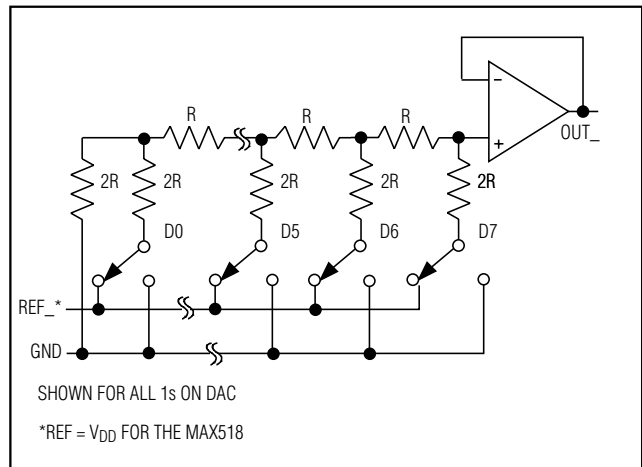 R R R
− +
OUT_
2R 2R 2R 2R 2R
D0 D5 D6 D7
REF_*
GND
SHOWN FOR ALL 1s ON DAC
*REF = VDD FOR THE MAX518